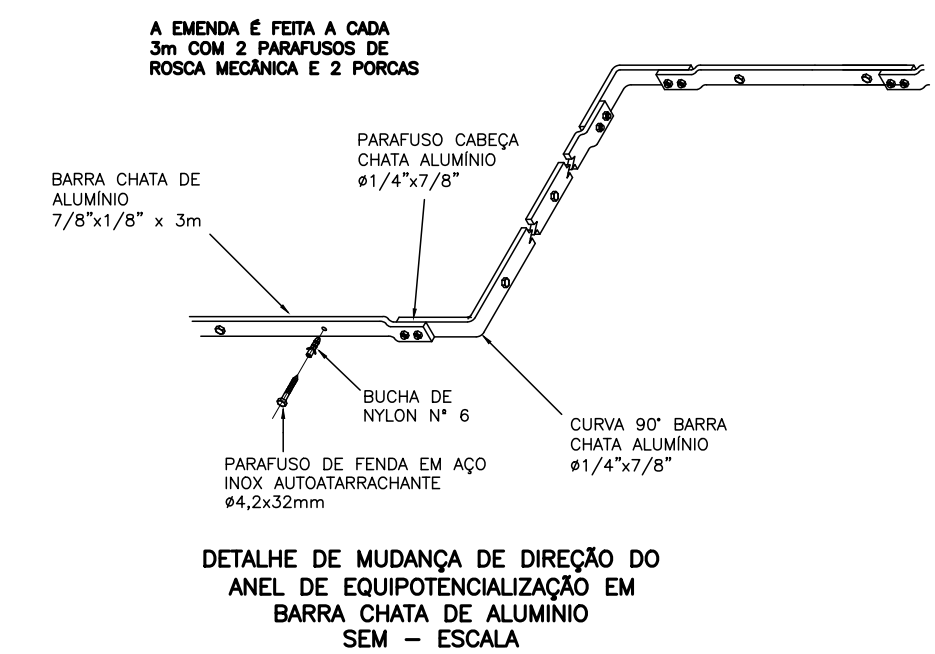 A EMENDA É FEITA A CADA
3m COM 2 PARAFUSOS DE
ROSCA MECÂNICA E 2 PORCAS
PARAFUSO CABEÇA
CHATA ALUMÍNIO
ø1/4"x7/8"
BARRA CHATA DE
ALUMÍNIO
7/8"x1/8" x 3m
BUCHA DE
NYLON Nº 6
CURVA 90° BARRA
CHATA ALUMÍNIO
ø1/4"x7/8"
PARAFUSO DE FENDA EM AÇO
INOX AUTOATARRACHANTE
ø4,2x32mm
DETALHE DE MUDANÇA DE DIREÇÃO DO
ANEL DE EQUIPOTENCIALIZAÇÃO EM
BARRA CHATA DE ALUMINIO
SEM – ESCALA